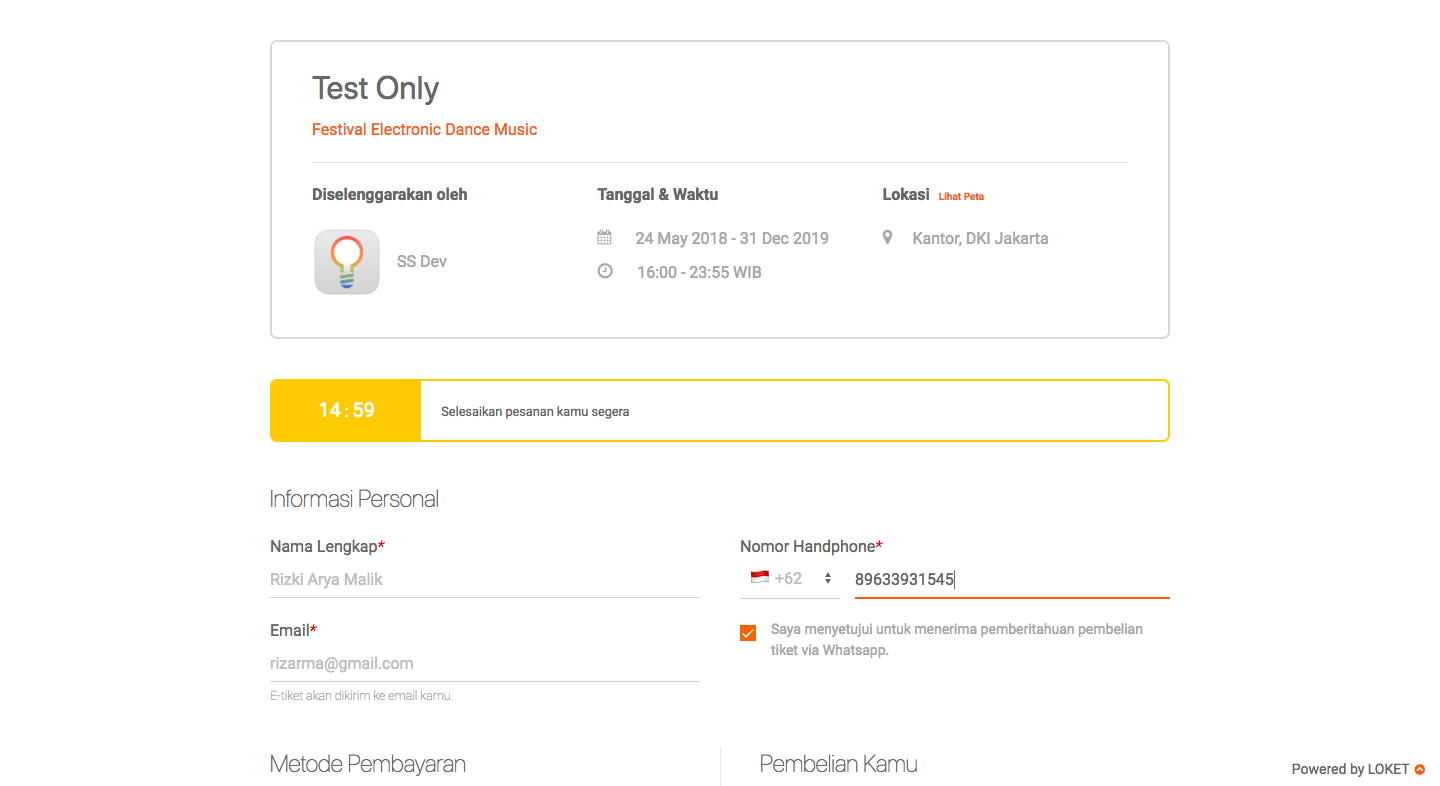 Test Only
Festival Electronic Dance Music
Diselenggarakan oleh
SS Dev
Tanggal & Waktu
24 May 2018 - 31 Dec 2019
16:00 - 23:55 WIB
Lokasi Lihat Peta
Kantor, DKI Jakarta
14 : 59
Selesaikan pesanan kamu segera
Informasi Personal
Nama Lengkap*
Rizki Arya Malik
Nomor Handphone*
+62 89633931545
Email*
rizarma@gmail.com
E-tiket akan dikirim ke email kamu.
Saya menyetujui untuk menerima pemberitahuan pembelian
tiket via Whatsapp.
Metode Pembayaran
Pembelian Kamu
Powered by LOKET